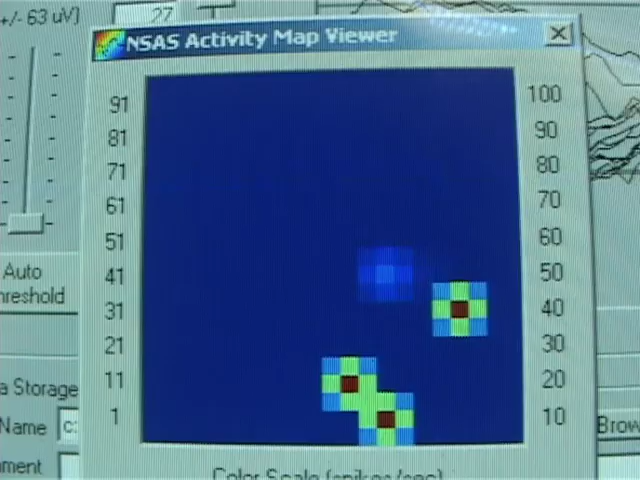 +/- 63 uV)
27
NSAS Activity Map Viewer
91 100
81 90
71 80
61 70
51 60
41 50
31 40
21 30
11 20
1 10
Auto
hreshold
a Storage
Name c:
Brow
ment
Color Scale (spikes/sec)